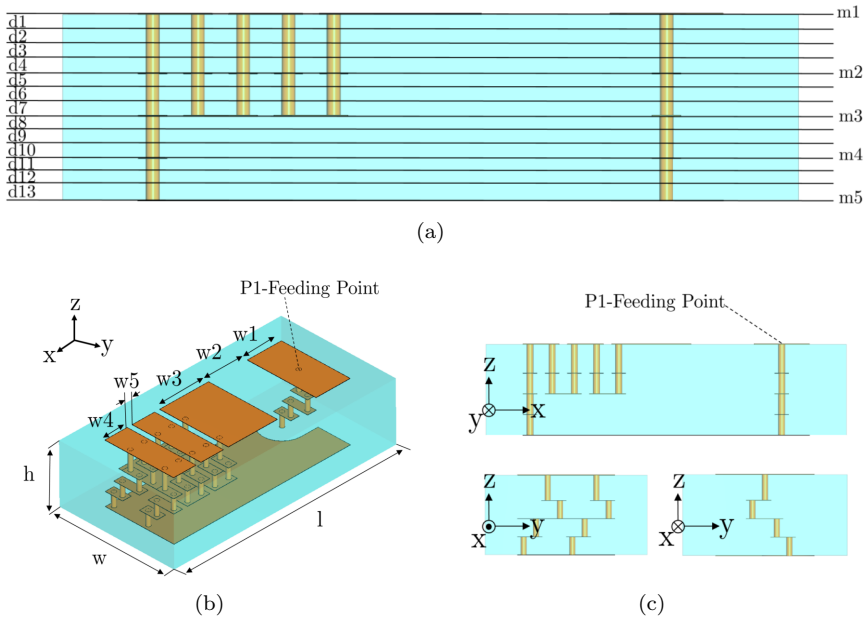 m1
d1
d2
d3
d4
m2
d5
d6
d7
m3
d8
d9
d10
m4
d11
d12
d13
m5
(a)
P1-Feeding Point
z
x
y
w1
w2
w3
w5
w4
h
l
w
(b)
P1-Feeding Point
z
y
x
z
y
x
z
y
x
(c)